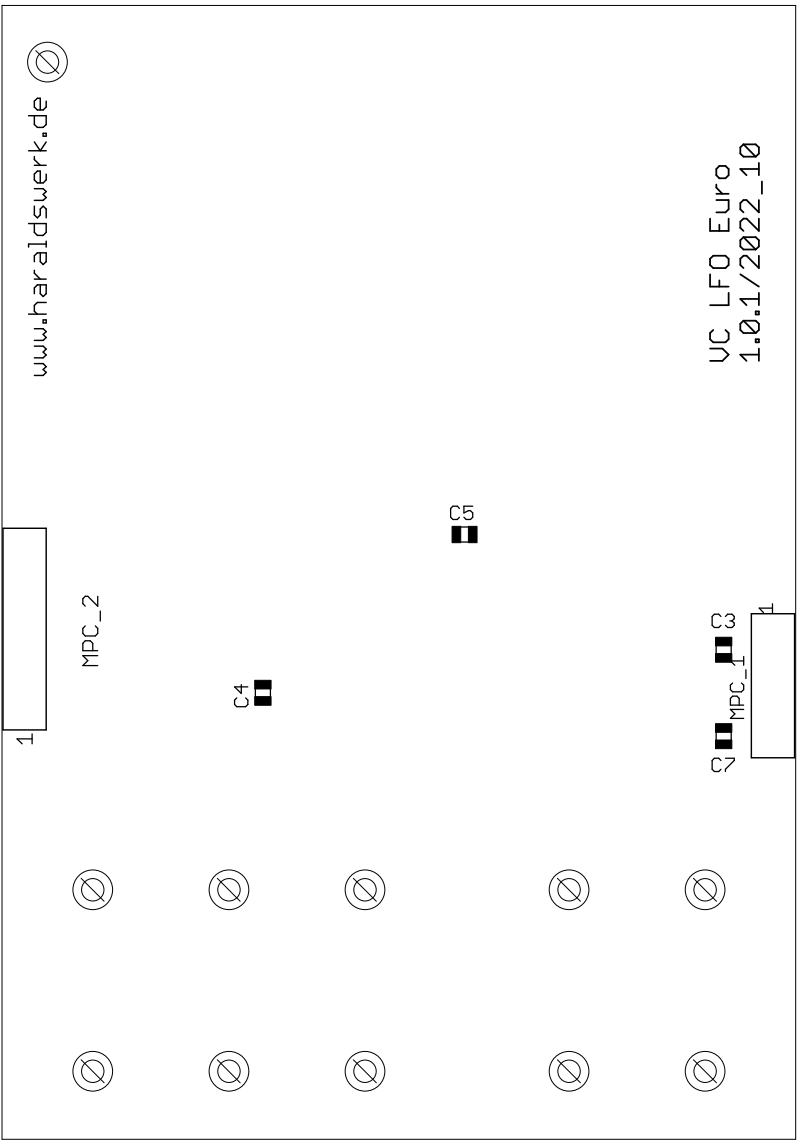 www.haraldswerk.de
VC LFO Euro
1.0.1/2022_10
C5
MPC_2
1
C4
1
C3
MPC_1
C7